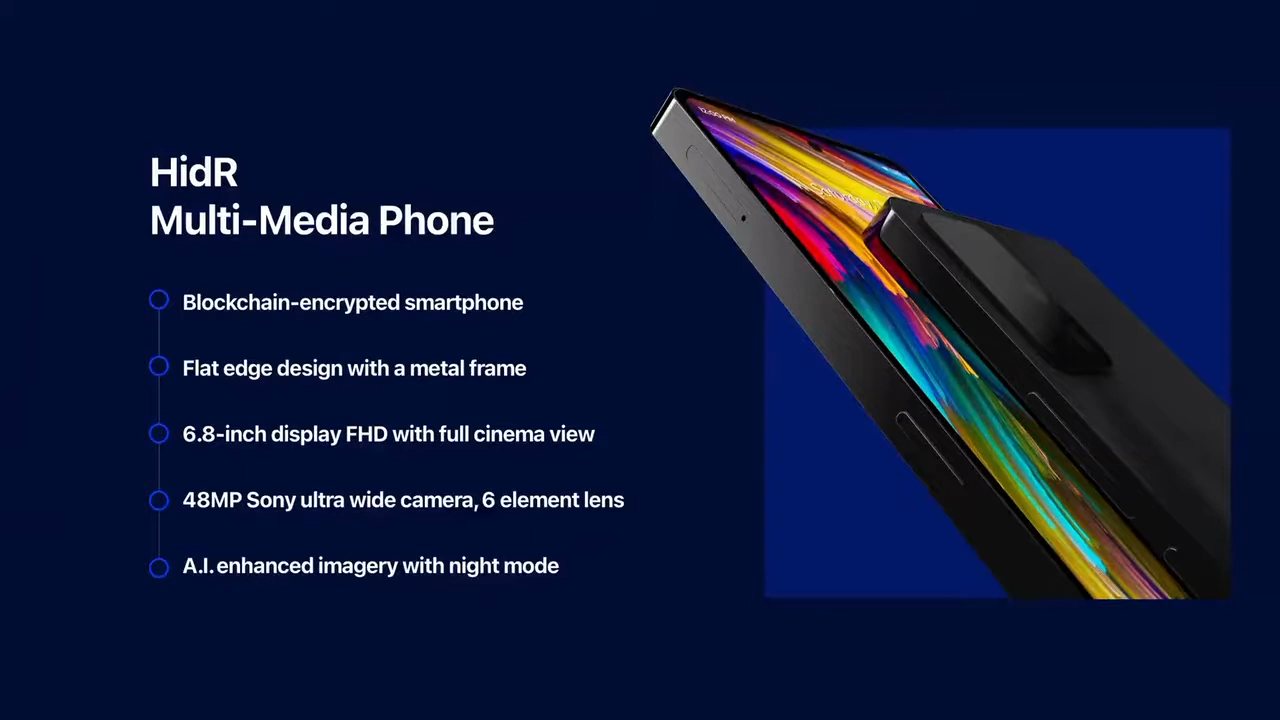 HidR
Multi-Media Phone
Blockchain-encrypted smartphone
Flat edge design with a metal frame
6.8-inch display FHD with full cinema view
48MP Sony ultra wide camera, 6 element lens
A.I. enhanced imagery with night mode